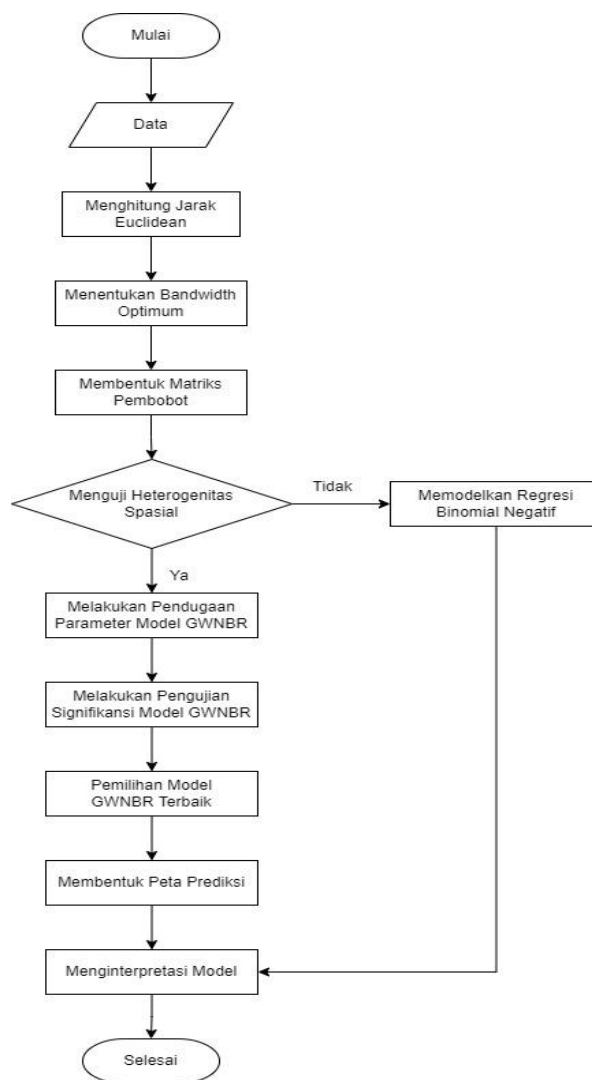 Mulai
Data
Menghitung Jarak
Euclidean
Menentukan Bandwidth
Optimum
Membentuk Matriks
Pembobot
Menguji Heterogenitas
Spasial
Tidak
Memodelkan Regresi
Binomial Negatif
Ya
Melakukan Pendugaan
Parameter Model GWNBR
Melakukan Pengujian
Signifikansi Model GWNBR
Pemilihan Model
GWNBR Terbaik
Membentuk Peta Prediksi
Menginterpretasi Model
Selesai